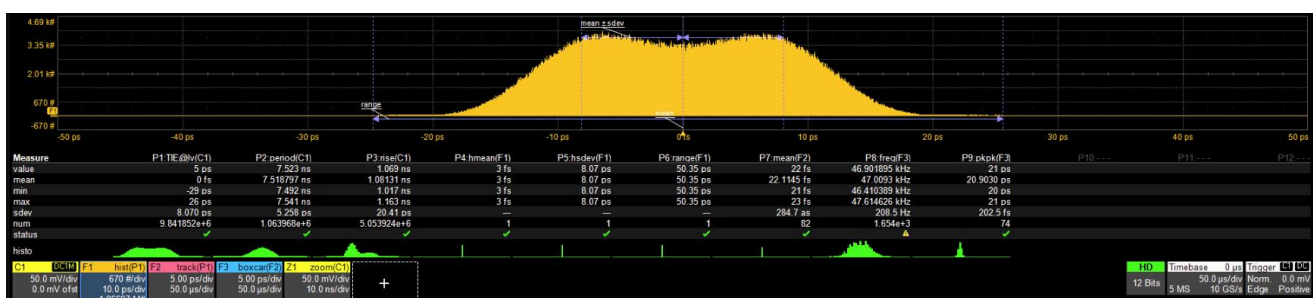 4.69 k#
mean ± sdev
3.35 k#
2.01 k#
670 #
range
F1
mean
-670 #
-50 ps -40 ps -30 ps -20 ps -10 ps 0 ps 10 ps 20 ps 30 ps 40 ps 50 ps
Measure P1:TIE@lv(C1) P2:period(C1) P3:rise(C1) P4:hmean(F1) P5:hsdev(F1) P6:range(F1) P7:mean(F2) P8:freq(F3) P9:pkpk(F3) P10:- - - P11:- - - P12:- - -
value 5 ps 7.523 ns 1.069 ns 3 fs 8.07 ps 50.35 ps 22 fs 46.901895 kHz 21 ps
mean 0 fs 7.518797 ns 1.08131 ns 3 fs 8.07 ps 50.35 ps 22.1145 fs 47.0093 kHz 20.9030 ps
min -29 ps 7.492 ns 1.017 ns 3 fs 8.07 ps 50.35 ps 21 fs 46.410389 kHz 20 ps
max 26 ps 7.541 ns 1.163 ns 3 fs 8.07 ps 50.35 ps 23 fs 47.614626 kHz 21 ps
sdev 8.070 ps 5.258 ps 20.41 ps --- --- --- 284.7 as 208.5 Hz 202.5 fs
num 9.841852e+6 1.063968e+6 5.053924e+6 1 1 1 82 1.654e+3 74
status
histo
C1 DC1M F1 hist(P1) F2 track(P1) F3 boxcar(F2) Z1 zoom(C1) HD Timebase 0 µs Trigger C1 DC
50.0 mV/div 670 #/div 5.00 ps/div 5.00 ps/div 50.0 mV/div + 12 Bits 50.0 µs/div Norm. 0.0 mV
0.0 mV ofst 10.0 ps/div 50.0 µs/div 50.0 µs/div 10.0 ns/div 5 MS 10 GS/s Edge Positive